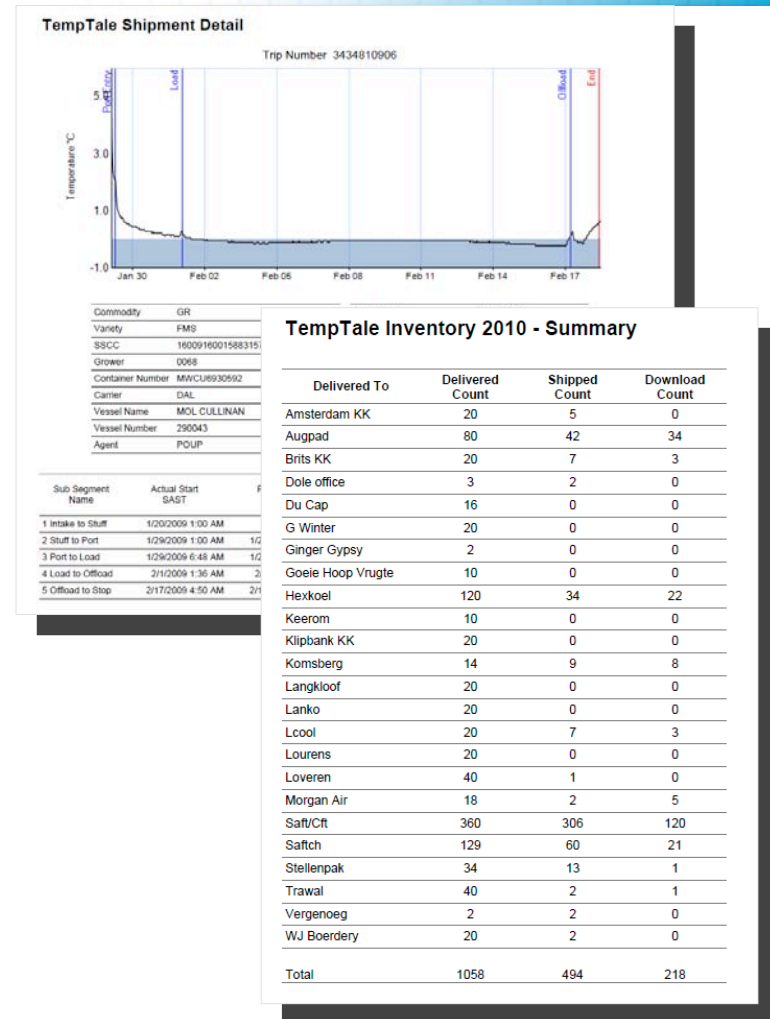 TempTale Shipment Detail
Trip Number 3434810906
Port Entry
Load
Offload
End
Temperature °C
5.0
3.0
1.0
-1.0
Jan 30 Feb 02 Feb 05 Feb 08 Feb 11 Feb 14 Feb 17
Commodity GR
Variety FMS
SSCC 1600916001588315
Grower 0068
Container Number MWCU6930592
Carrier DAL
Vessel Name MOL CULLINAN
Vessel Number 290043
Agent POUP
Sub Segment Actual Start
Name SAST
1 Intake to Stuff 1/20/2009 1:00 AM
2 Stuff to Port 1/29/2009 1:00 AM 1/2
3 Port to Load 1/29/2009 6:48 AM 1/2
4 Load to Offload 2/1/2009 1:36 AM 2/
5 Offload to Stop 2/17/2009 4:50 AM 2/1
TempTale Inventory 2010 - Summary
Delivered To Delivered Shipped Download
Count Count Count
Amsterdam KK 20 5 0
Augpad 80 42 34
Brits KK 20 7 3
Dole office 3 2 0
Du Cap 16 0 0
G Winter 20 0 0
Ginger Gypsy 2 0 0
Goeie Hoop Vrugte 10 0 0
Hexkoel 120 34 22
Keerom 10 0 0
Klipbank KK 20 0 0
Komsberg 14 9 8
Langkloof 20 0 0
Lanko 20 0 0
Lcool 20 7 3
Lourens 20 0 0
Loveren 40 1 0
Morgan Air 18 2 5
Saft/Cft 360 306 120
Saftch 129 60 21
Stellenpak 34 13 1
Trawal 40 2 1
Vergenoeg 2 2 0
WJ Boerdery 20 2 0
Total 1058 494 218